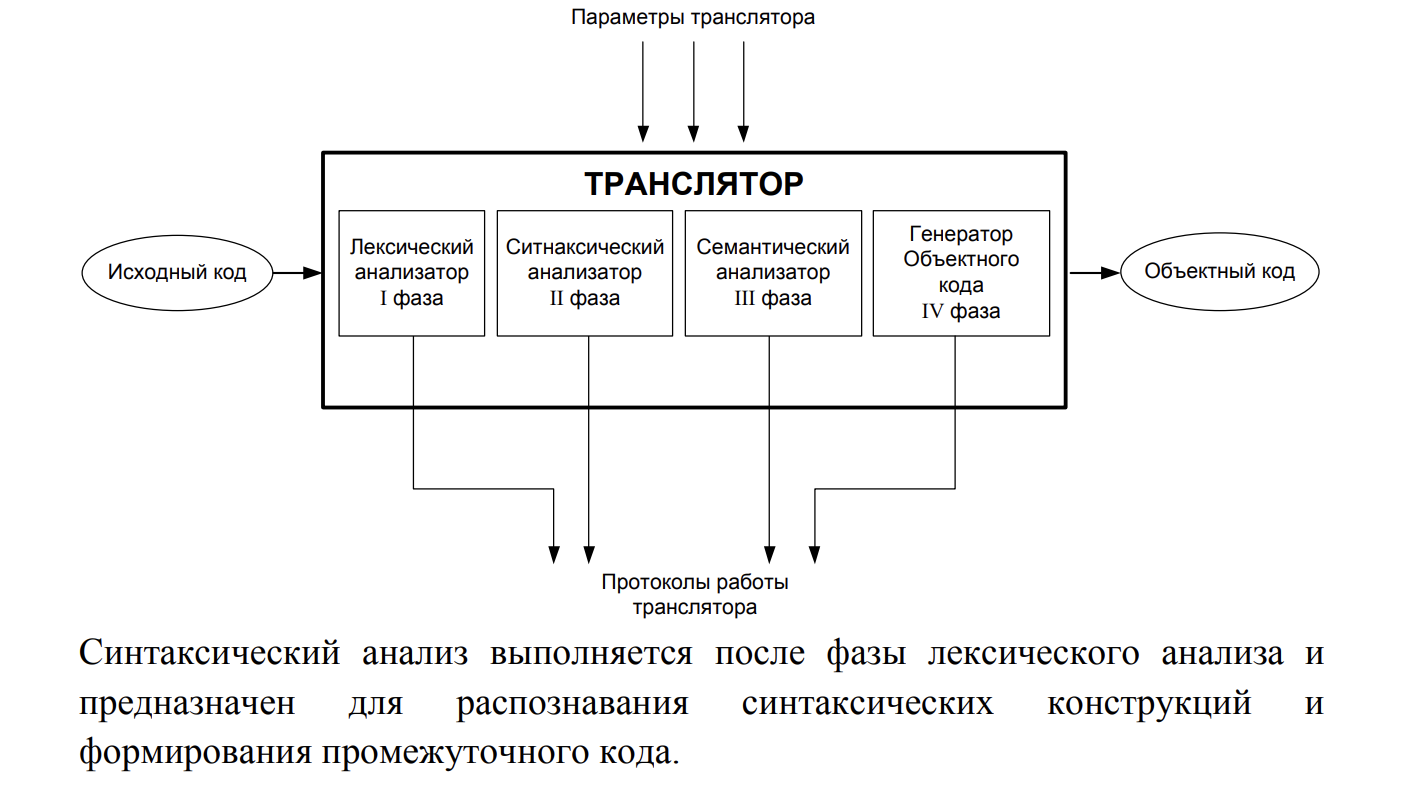 Параметры транслятора
ТРАНСЛЯТОР
Исходный код
Лексический
анализатор
I фаза
Ситнаксический
анализатор
II фаза
Семантический
анализатор
III фаза
Генератор
Объектного
кода
IV фаза
Объектный код
Протоколы работы
транслятора
Синтаксический анализ выполняется после фазы лексического анализа и
предназначен для распознавания синтаксических конструкций и
формирования промежуточного кода.